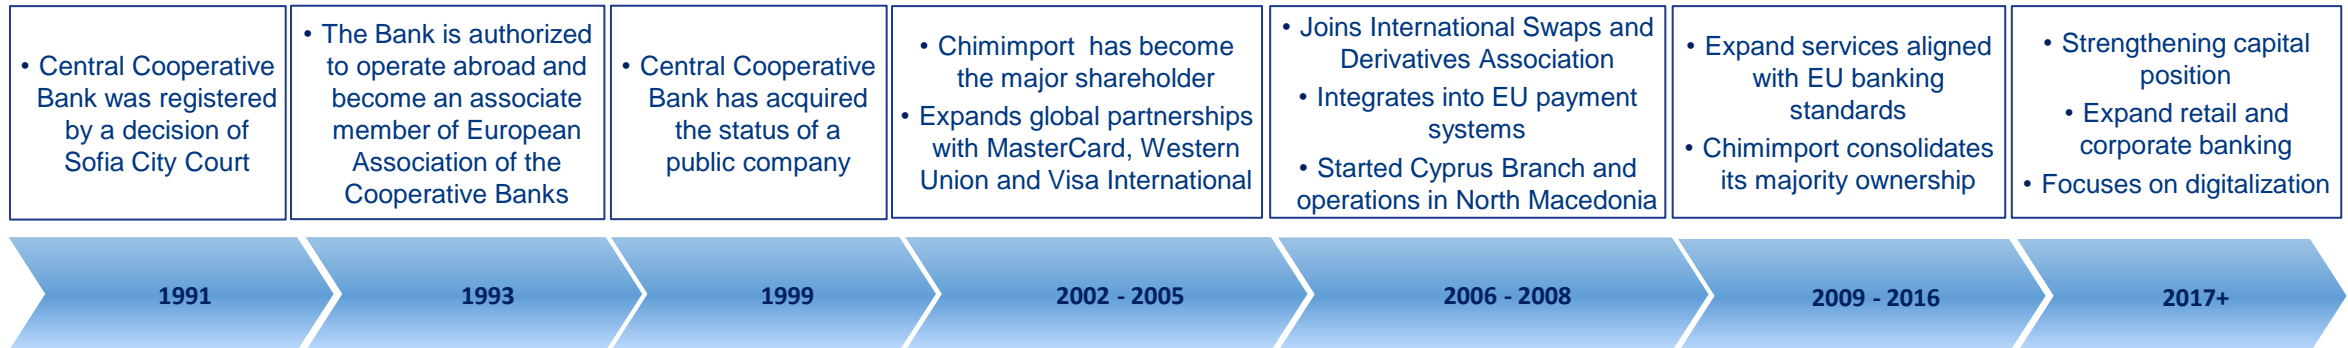 • Central Cooperative
Bank was registered
by a decision of
Sofia City Court
• The Bank is authorized
to operate abroad and
become an associate
member of European
Association of the
Cooperative Banks
• Central Cooperative
Bank has acquired
the status of a
public company
• Chimimport has become
the major shareholder
• Expands global partnerships
with MasterCard, Western
Union and Visa International
• Joins International Swaps and
Derivatives Association
• Integrates into EU payment
systems
• Started Cyprus Branch and
operations in North Macedonia
• Expand services aligned
with EU banking
standards
• Chimimport consolidates
its majority ownership
• Strengthening capital
position
• Expand retail and
corporate banking
• Focuses on digitalization
1991
1993
1999
2002 - 2005
2006 - 2008
2009 - 2016
2017+